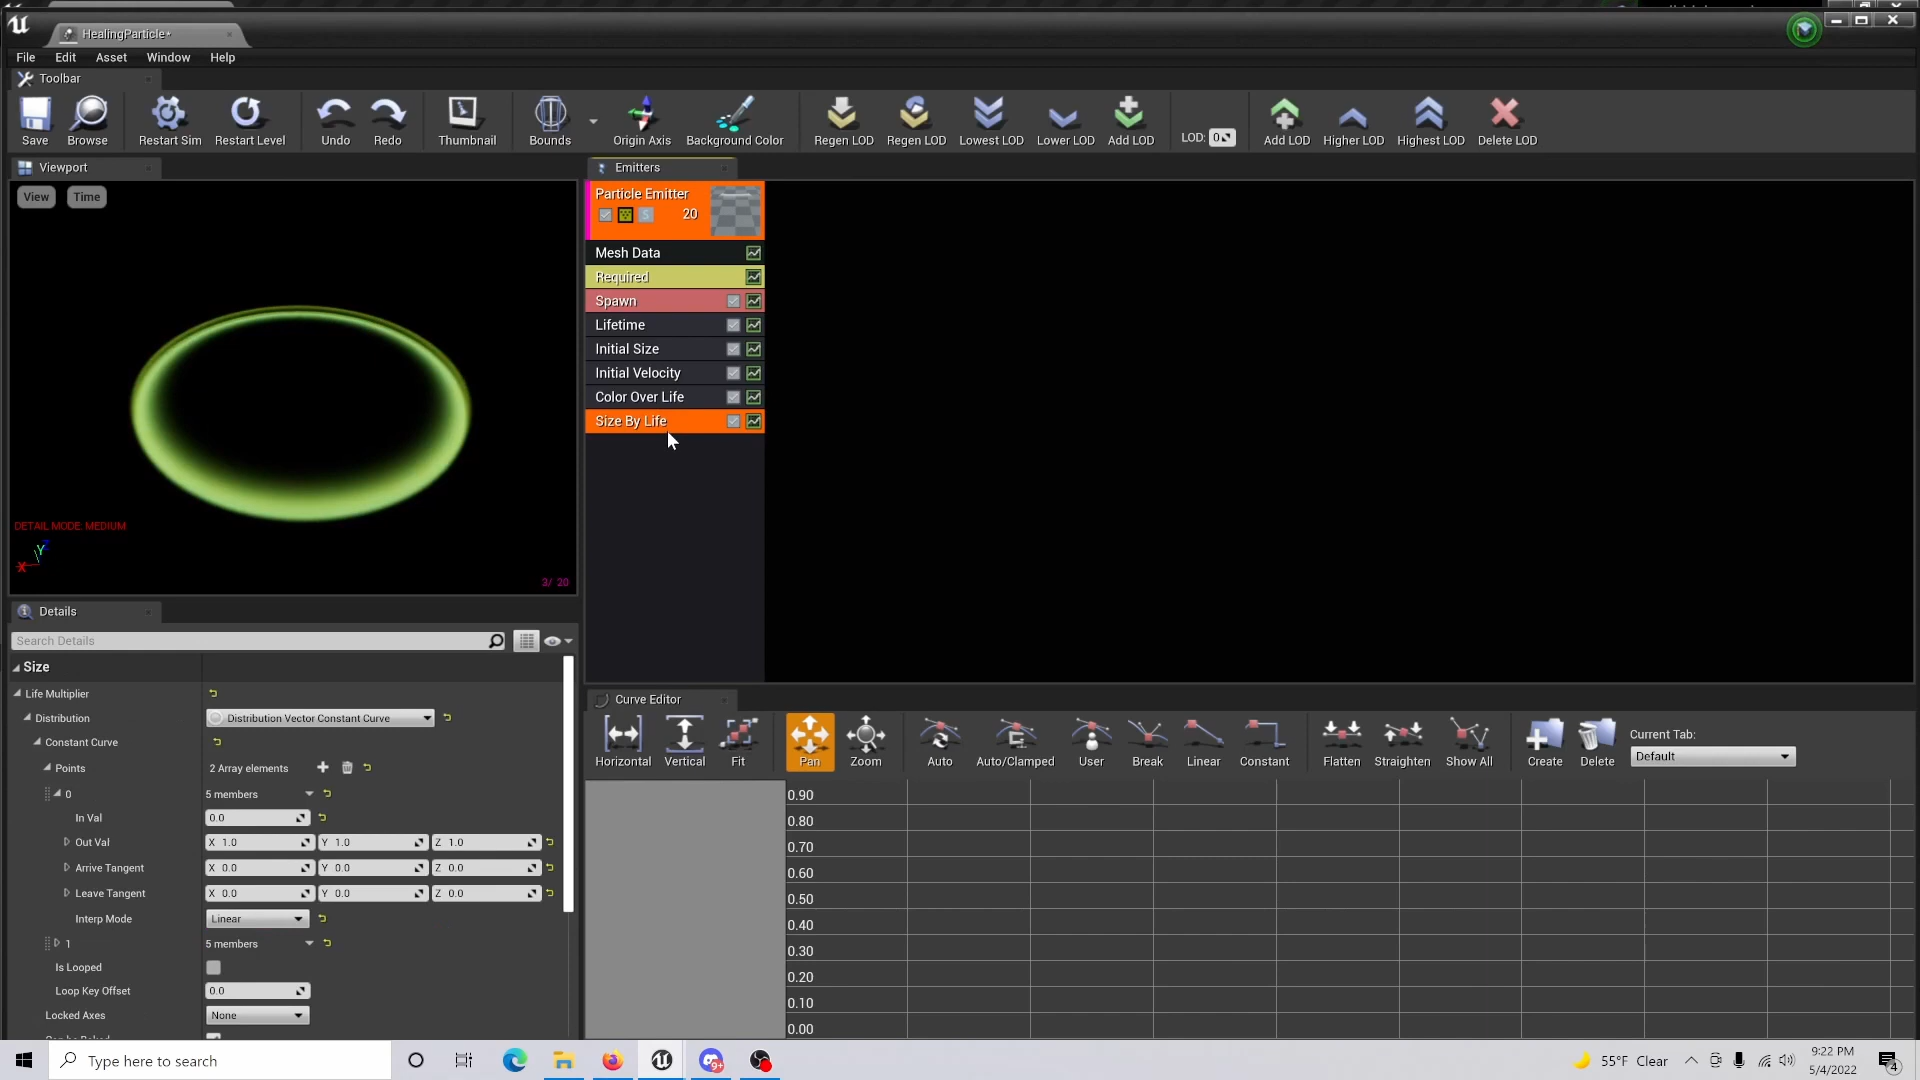 HealingParticle*
File Edit Asset Window Help
Toolbar
Save Browse Restart Sim Restart Level Undo Redo Thumbnail Bounds Origin Axis Background Color Regen LOD Regen LOD Lowest LOD Lower LOD Add LOD LOD: 0 Add LOD Higher LOD Highest LOD Delete LOD
Viewport
View Time
DETAIL MODE: MEDIUM
X Y Z
3/ 20
Emitters
Particle Emitter
S 20
Mesh Data
Required
Spawn
Lifetime
Initial Size
Initial Velocity
Color Over Life
Size By Life
Details
Search Details
Size
Life Multiplier
Distribution Distribution Vector Constant Curve
Constant Curve
Points 2 Array elements
0 5 members
In Val 0.0
Out Val X 1.0 Y 1.0 Z 1.0
Arrive Tangent X 0.0 Y 0.0 Z 0.0
Leave Tangent X 0.0 Y 0.0 Z 0.0
Interp Mode Linear
1 5 members
Is Looped
Loop Key Offset 0.0
Locked Axes None
Curve Editor
Horizontal Vertical Fit Pan Zoom Auto Auto/Clamped User Break Linear Constant Flatten Straighten Show All Create Delete
Current Tab:
Default
0.90
0.80
0.70
0.60
0.50
0.40
0.30
0.20
0.10
0.00
Type here to search
9+
55°F Clear
9:22 PM
5/4/2022
4